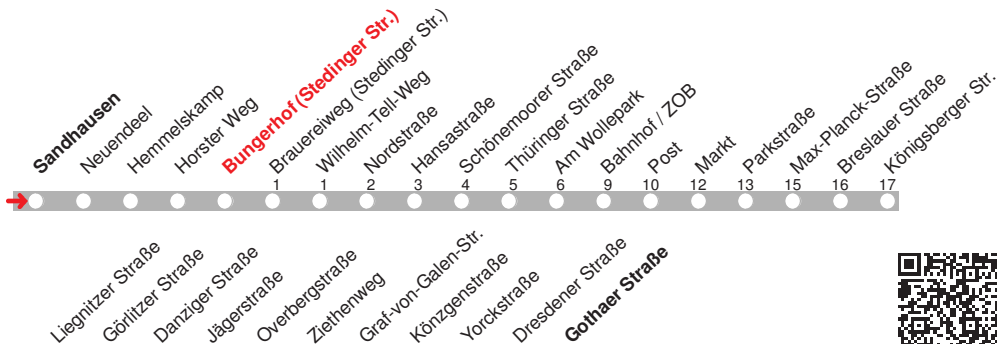 Sandhausen
Neuendeel
Hemmelskamp
Horster Weg
Bungerhof (Stedinger Str.)
Brauereiweg (Stedinger Str.)
Wilhelm-Tell-Weg
Nordstraße
Hansastraße
Schönemoorer Straße
Thüringer Straße
Am Wollepark
Bahnhof / ZOB
Post
Markt
Parkstraße
Max-Planck-Straße
Breslauer Straße
Königsberger Str.
1 1 2 3 4 5 6 9 10 12 13 15 16 17
Liegnitzer Straße
Görlitzer Straße
Danziger Straße
Jägerstraße
Overbergstraße
Ziethenweg
Graf-von-Galen-Str.
Könzgenstraße
Yorckstraße
Dresdener Straße
Gothaer Straße